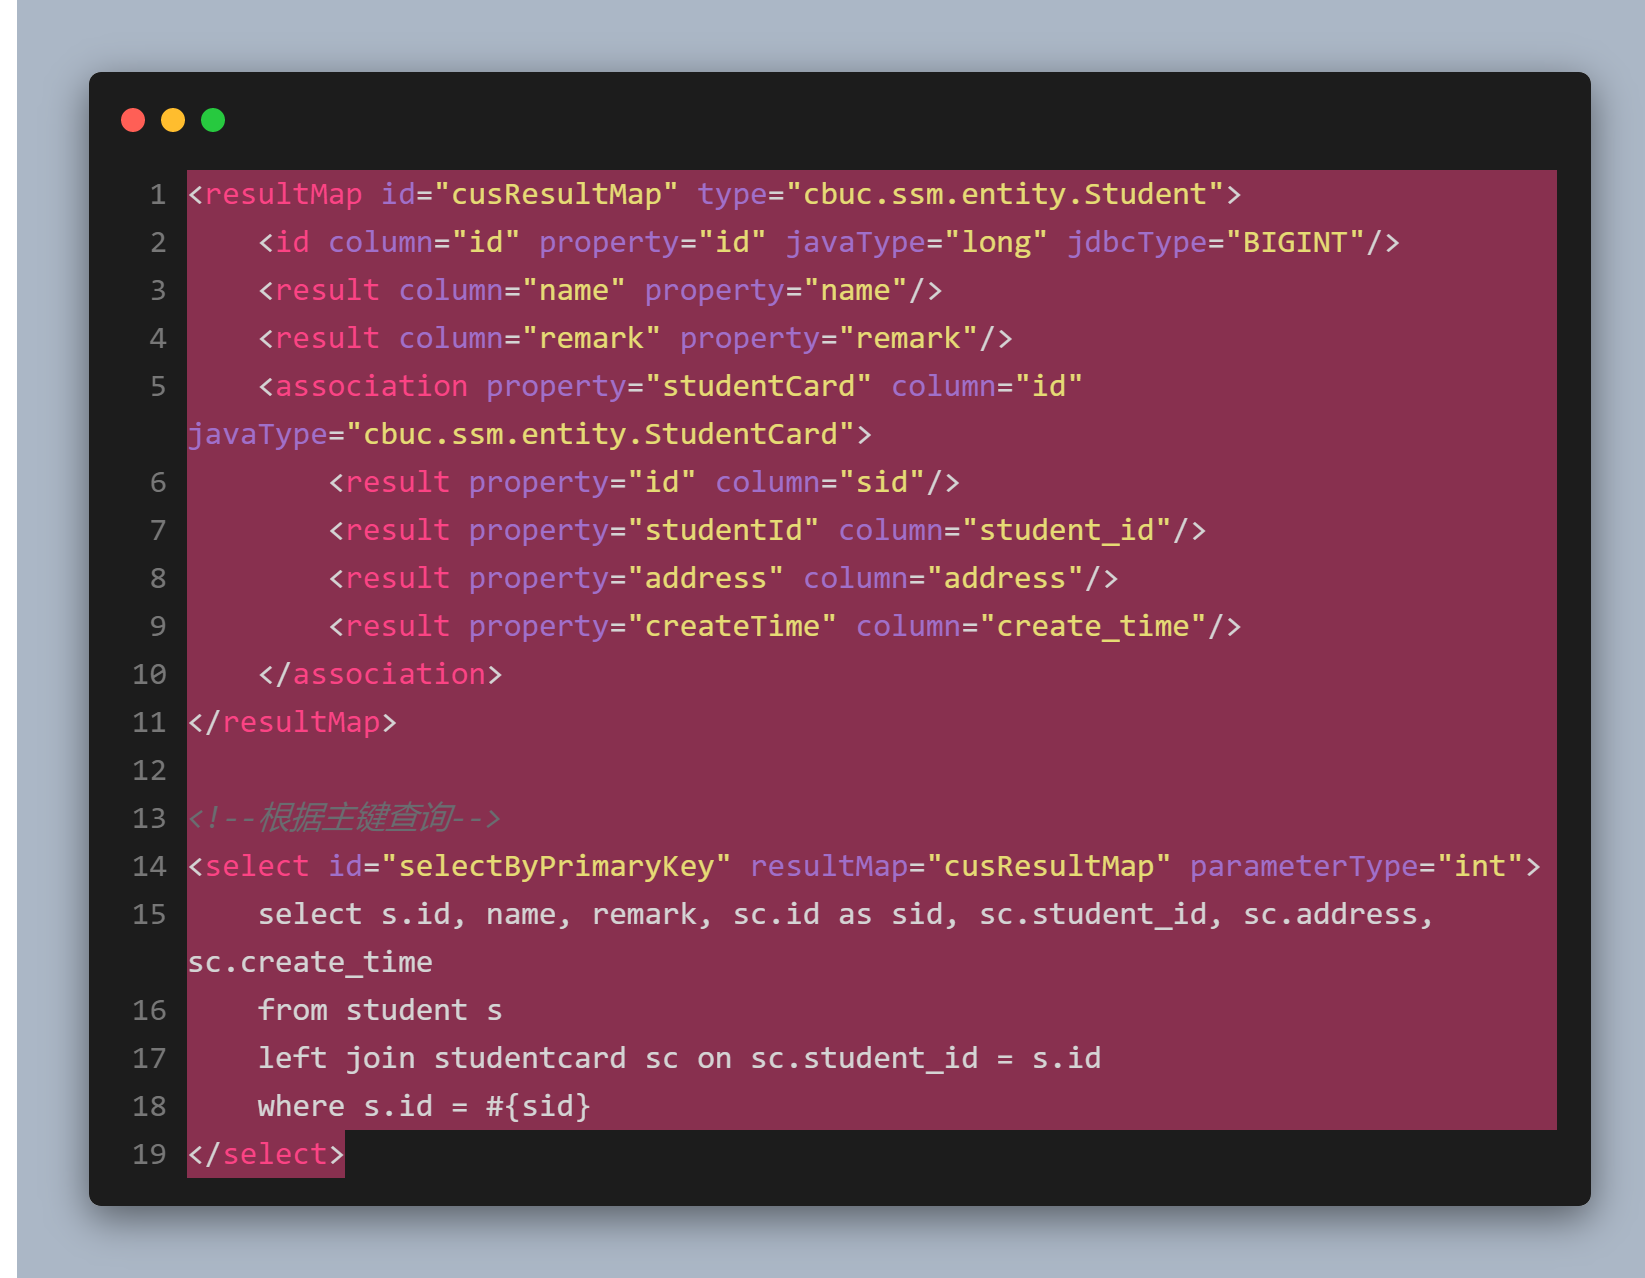 1 <resultMap id="cusResultMap" type="cbuc.ssm.entity.Student">
2     <id column="id" property="id" javaType="long" jdbcType="BIGINT"/>
3     <result column="name" property="name"/>
4     <result column="remark" property="remark"/>
5     <association property="studentCard" column="id"
javaType="cbuc.ssm.entity.StudentCard">
6         <result property="id" column="sid"/>
7         <result property="studentId" column="student_id"/>
8         <result property="address" column="address"/>
9         <result property="createTime" column="create_time"/>
10     </association>
11 </resultMap>
12
13 <!--根据主键查询-->
14 <select id="selectByPrimaryKey" resultMap="cusResultMap" parameterType="int">
15     select s.id, name, remark, sc.id as sid, sc.student_id, sc.address,
sc.create_time
16     from student s
17     left join studentcard sc on sc.student_id = s.id
18     where s.id = #{sid}
19 </select>